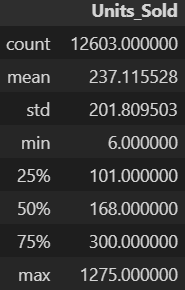 Units_Sold
count 12603.000000
mean 237.115528
std 201.809503
min 6.000000
25% 101.000000
50% 168.000000
75% 300.000000
max 1275.000000